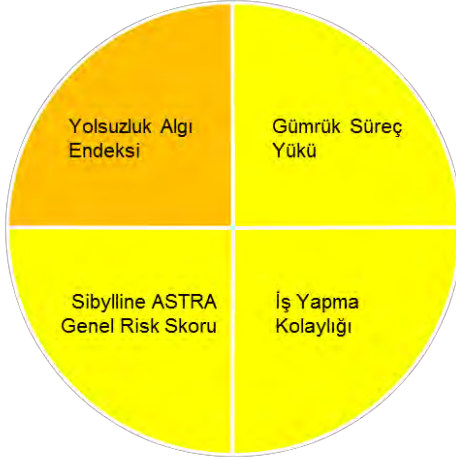 Yolsuzluk Algı
Endeksi
Gümrük Süreç
Yükü
Sibylline ASTRA
Genel Risk Skoru
İş Yapma
Kolaylığı